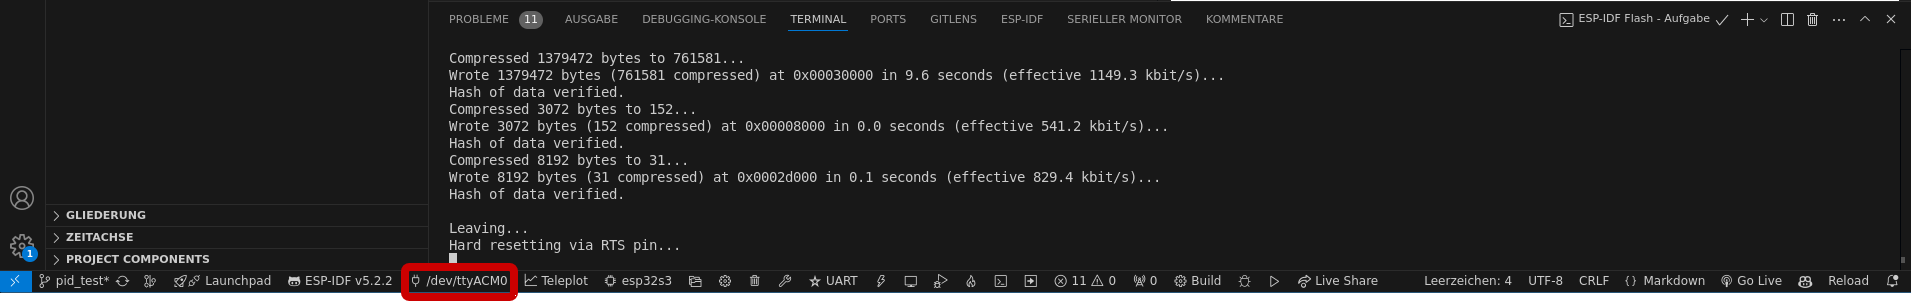 PROBLEME 11 AUSGABE DEBUGGING-KONSOLE TERMINAL PORTS GITLENS ESP-IDF SERIELLER MONITOR KOMMENTARE ESP-IDF Flash - Aufgabe
Compressed 1379472 bytes to 761581...
Wrote 1379472 bytes (761581 compressed) at 0x00030000 in 9.6 seconds (effective 1149.3 kbit/s)...
Hash of data verified.
Compressed 3072 bytes to 152...
Wrote 3072 bytes (152 compressed) at 0x00008000 in 0.0 seconds (effective 541.2 kbit/s)...
Hash of data verified.
Compressed 8192 bytes to 31...
Wrote 8192 bytes (31 compressed) at 0x0002d000 in 0.1 seconds (effective 829.4 kbit/s)...
Hash of data verified.
Leaving...
Hard resetting via RTS pin...
GLIEDERUNG
ZEITACHSE
1
PROJECT COMPONENTS
pid_test* Launchpad ESP-IDF v5.2.2 /dev/ttyACM0 Teleplot esp32s3 UART 11 0 0 Build Live Share Leerzeichen: 4 UTF-8 CRLF {} Markdown Go Live Reload